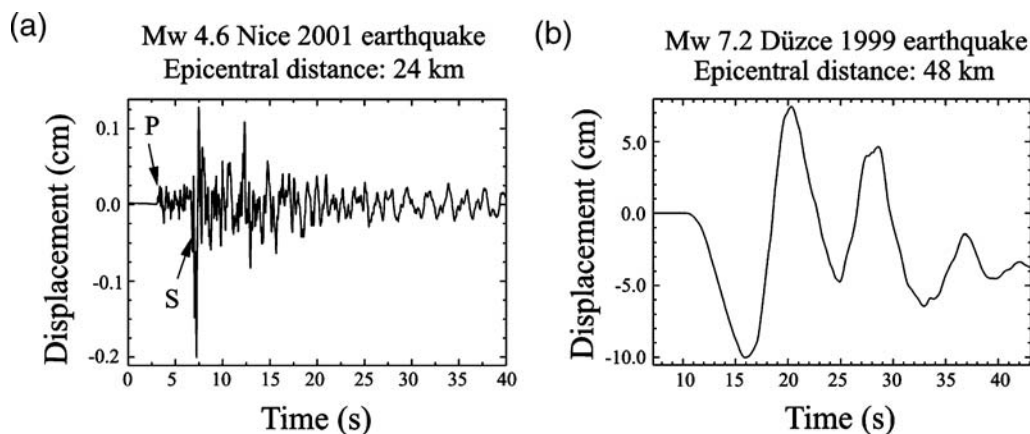 (a)
Mw 4.6 Nice 2001 earthquake
Epicentral distance: 24 km
Displacement (cm)
0.1
0.0
-0.1
-0.2
P
S
0 5 10 15 20 25 30 35 40
Time (s)
(b)
Mw 7.2 Düzce 1999 earthquake
Epicentral distance: 48 km
Displacement (cm)
5.0
0.0
-5.0
-10.0
10 15 20 25 30 35 40
Time (s)